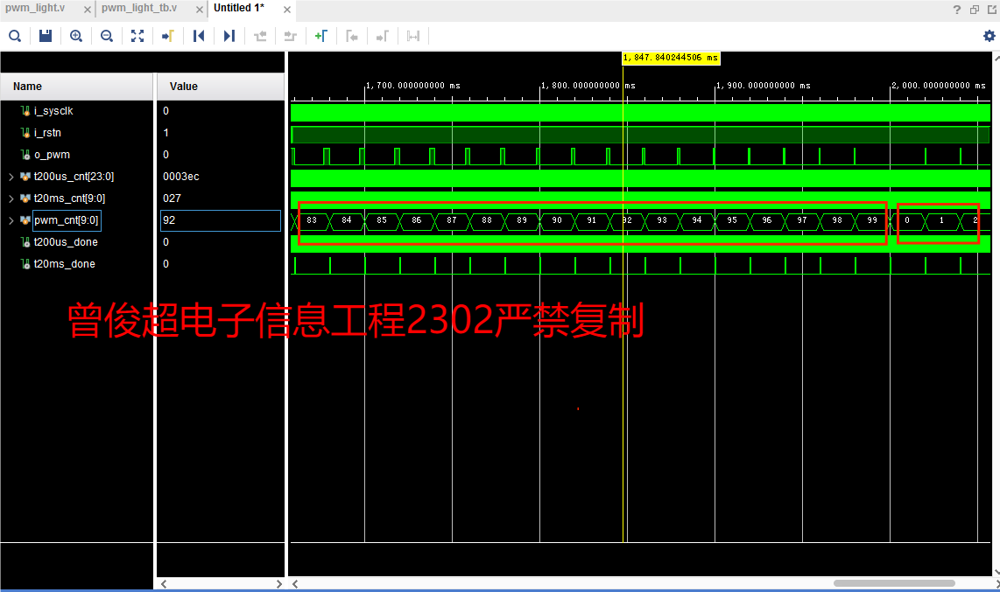 pwm_light.v × pwm_light_tb.v × Untitled 1* ×
1,847.840244506 ms
Name Value
1,700.000000000 ms 1,800.000000000 ms 1,900.000000000 ms 2,000.000000000 ms
i_sysclk 0
i_rstn 1
o_pwm 0
t200us_cnt[23:0] 0003ec
t20ms_cnt[9:0] 027
pwm_cnt[9:0] 92 83 84 85 86 87 88 89 90 91 92 93 94 95 96 97 98 99 0 1 2
t200us_done 0
t20ms_done 0
曾俊超电子信息工程2302严禁复制